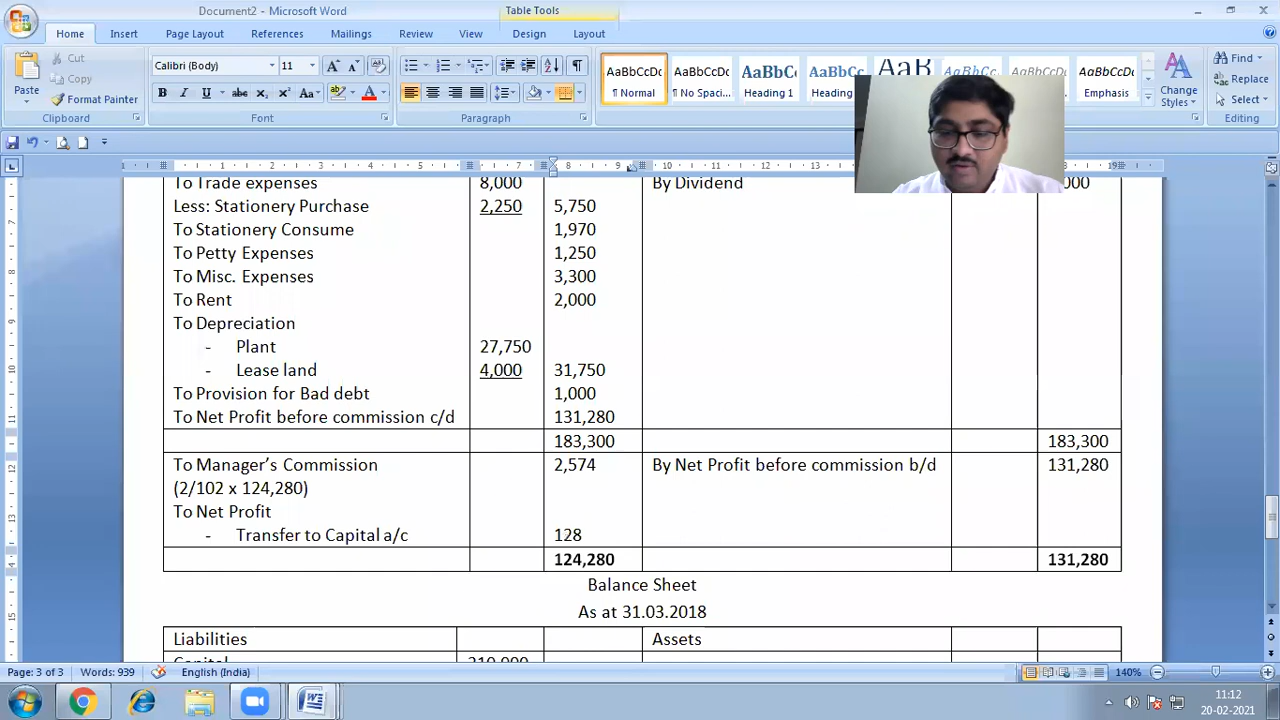 Document2 - Microsoft Word
Table Tools
Home Insert Page Layout References Mailings Review View Design Layout
Cut
Copy
Paste
Format Painter
Clipboard
Calibri (Body) 11
Font
Paragraph
AaBbCcDc AaBbCcDc AaBbCc AaBbCc AaB AaBbCcDc
¶ Normal ¶ No Spaci... Heading 1 Heading Emphasis
Change Styles
Find
Replace
Select
Editing
To Trade expenses 8,000 By Dividend
Less: Stationery Purchase 2,250 5,750
To Stationery Consume 1,970
To Petty Expenses 1,250
To Misc. Expenses 3,300
To Rent 2,000
To Depreciation
- Plant 27,750
- Lease land 4,000 31,750
To Provision for Bad debt 1,000
To Net Profit before commission c/d 131,280
183,300 183,300
To Manager's Commission 2,574 By Net Profit before commission b/d 131,280
(2/102 x 124,280)
To Net Profit
- Transfer to Capital a/c 128
124,280 131,280
Balance Sheet
As at 31.03.2018
Liabilities Assets
Capital 210,000
Page: 3 of 3 Words: 939 English (India) 140%
11:12
20-02-2021